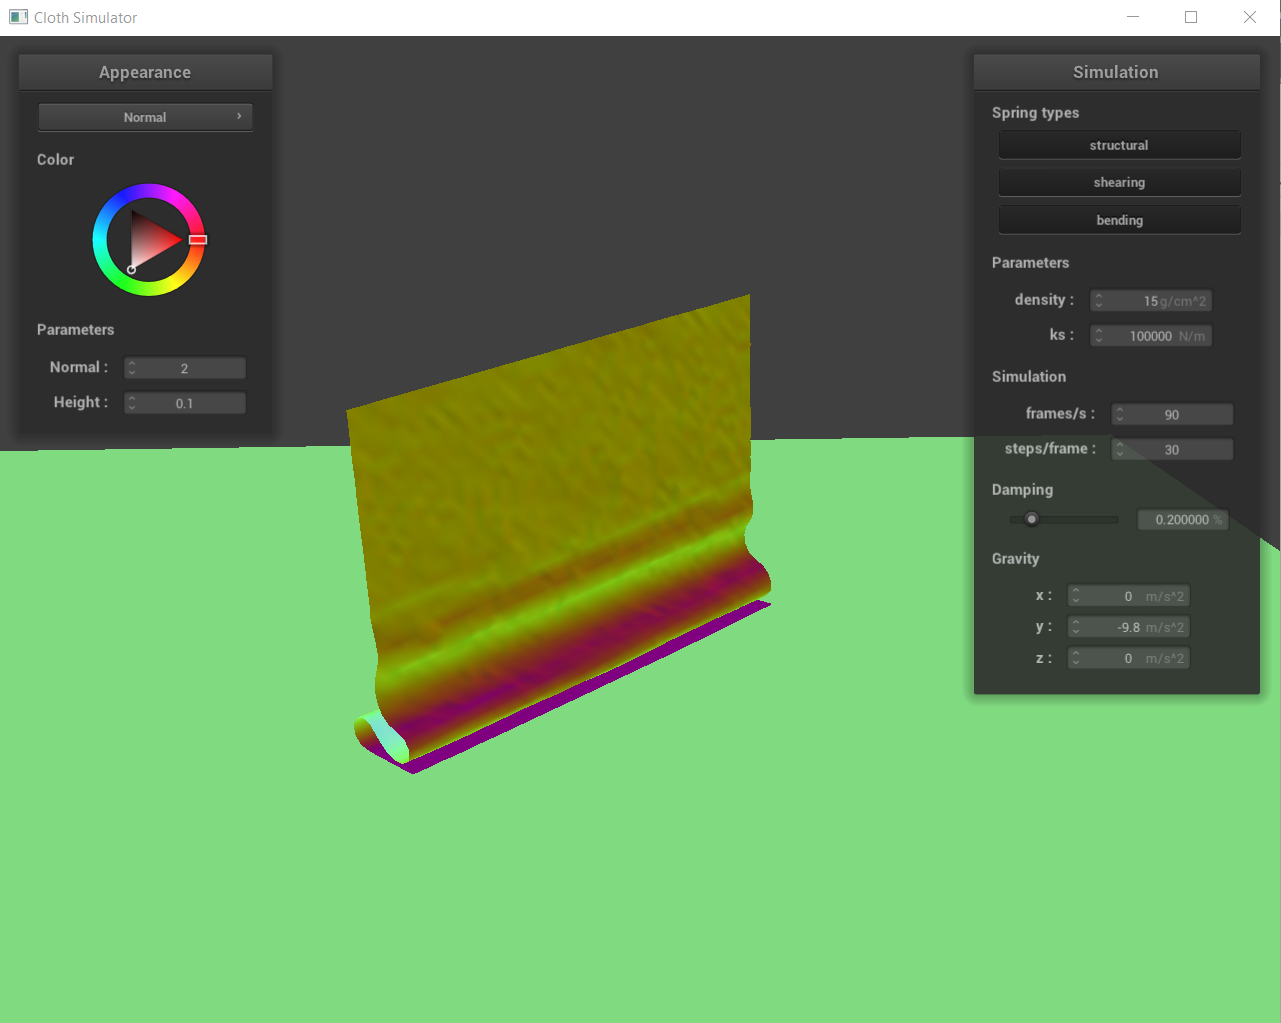 Cloth Simulator
Appearance
Normal
Color
Parameters
Normal : 2
Height : 0.1
Simulation
Spring types
structural
shearing
bending
Parameters
density : 15 g/cm^2
ks : 100000 N/m
Simulation
frames/s : 90
steps/frame : 30
Damping
0.200000 %
Gravity
x : 0 m/s^2
y : -9.8 m/s^2
z : 0 m/s^2